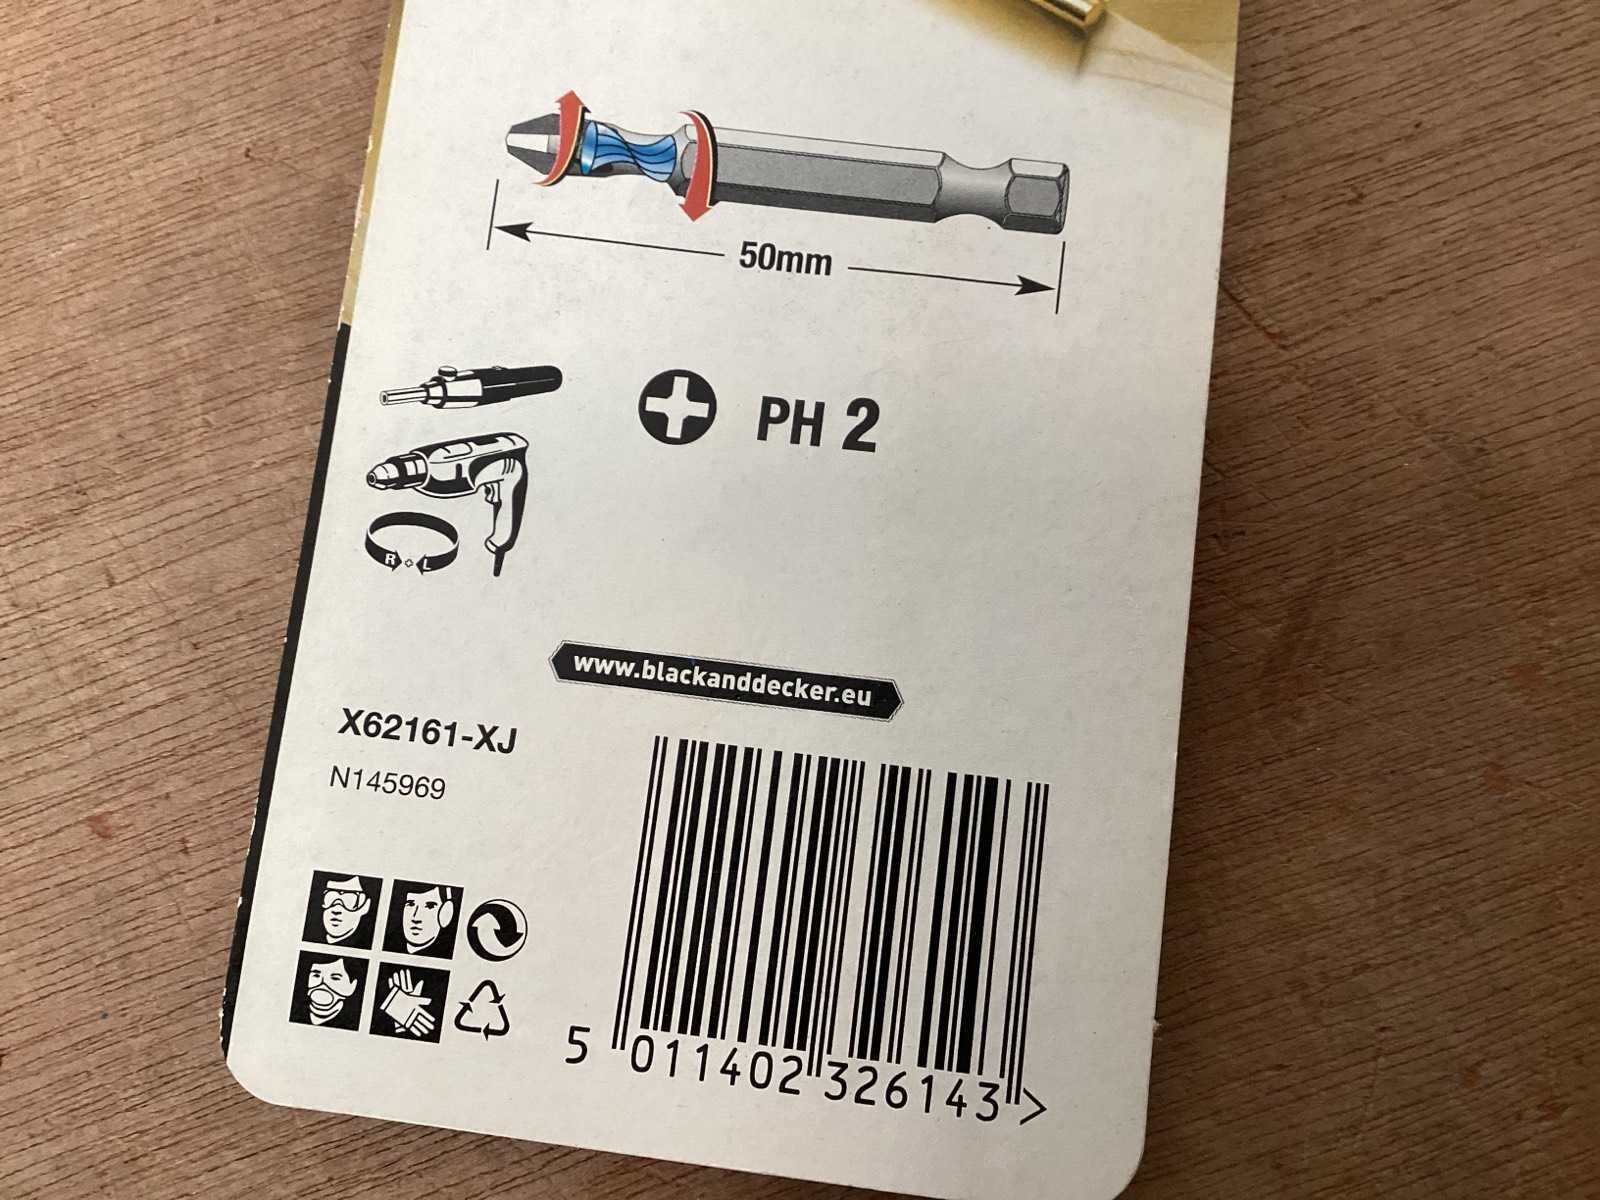 50mm
PH 2
R + L
www.blackanddecker.eu
X62161-XJ
N145969
5 011402 326143 >